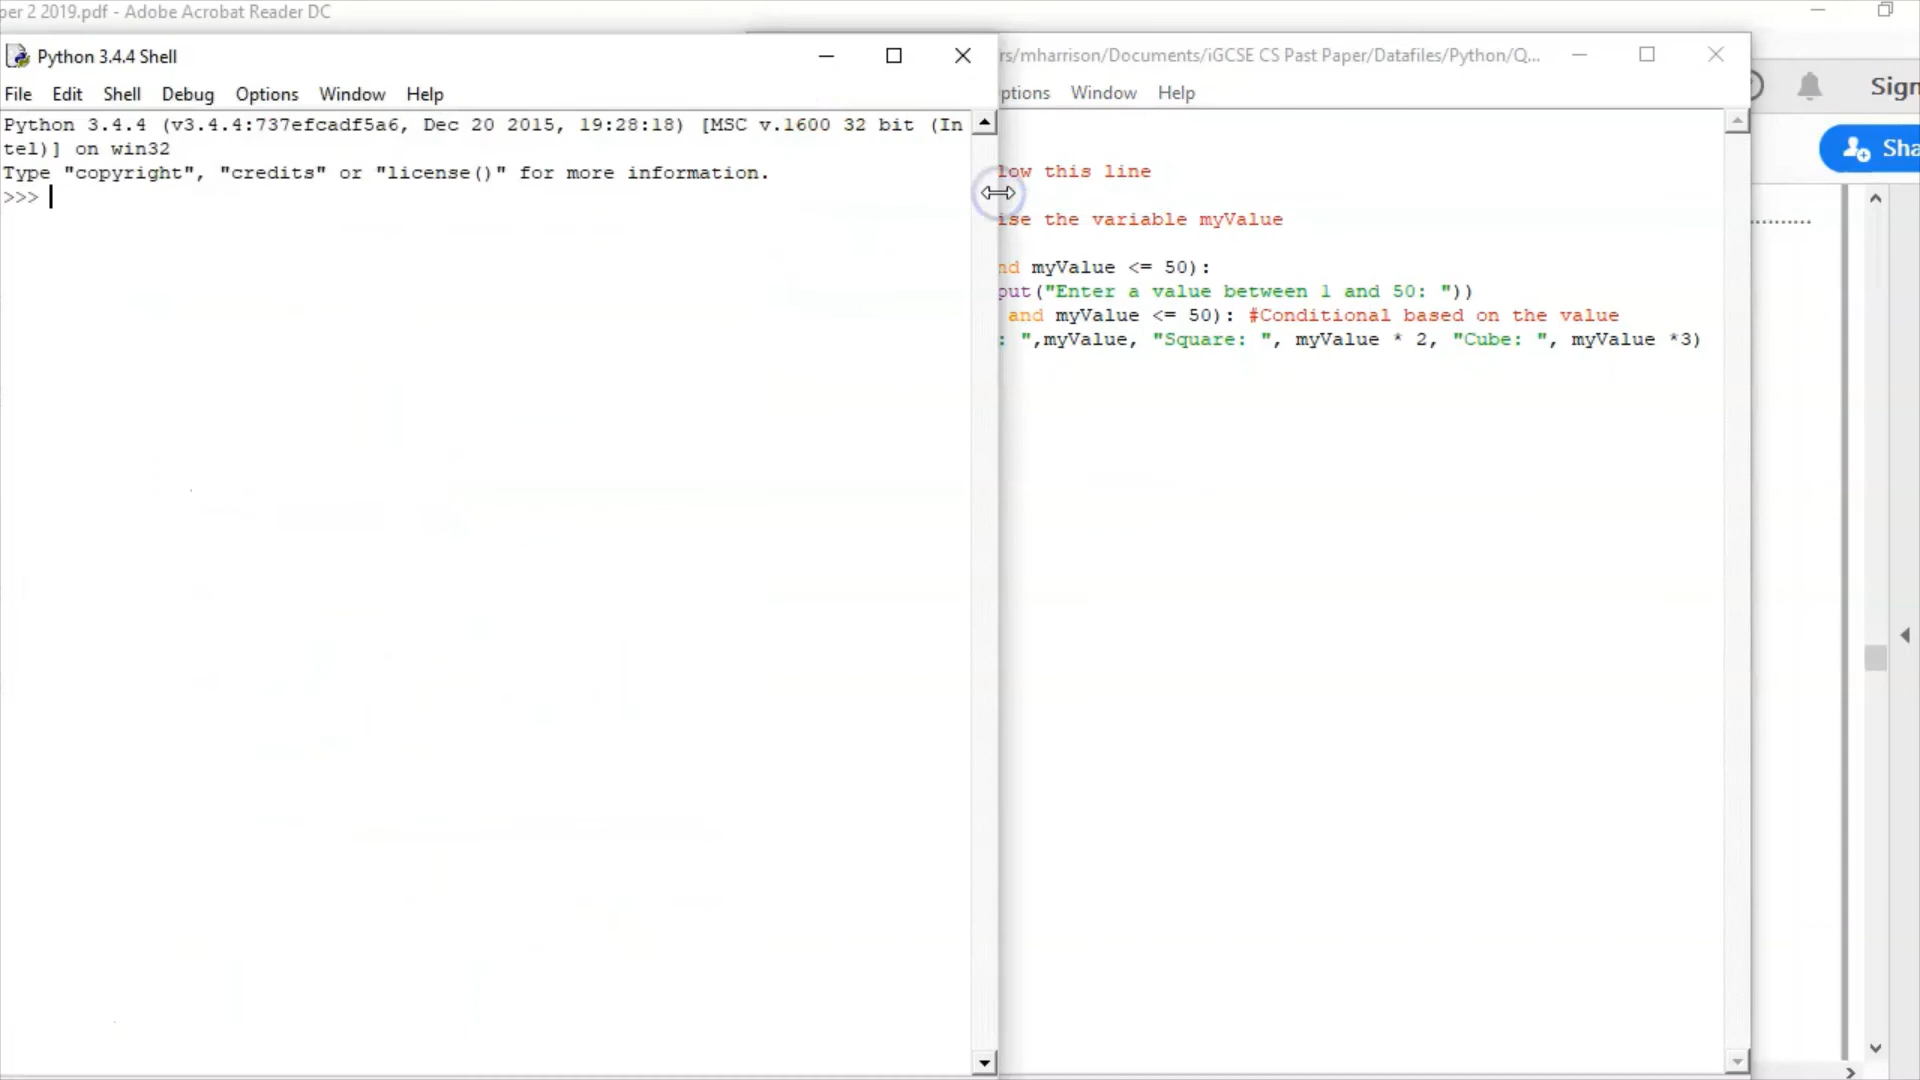 per 2 2019.pdf - Adobe Acrobat Reader DC
Python 3.4.4 Shell
File Edit Shell Debug Options Window Help
Python 3.4.4 (v3.4.4:737efcadf5a6, Dec 20 2015, 19:28:18) [MSC v.1600 32 bit (In
tel)] on win32
Type "copyright", "credits" or "license()" for more information.
>>>
rs/mharrison/Documents/iGCSE CS Past Paper/Datafiles/Python/Q...
ptions Window Help
low this line
ise the variable myValue
nd myValue <= 50):
put("Enter a value between 1 and 50: "))
and myValue <= 50): #Conditional based on the value
: ",myValue, "Square: ", myValue * 2, "Cube: ", myValue *3)
Sign
Sha